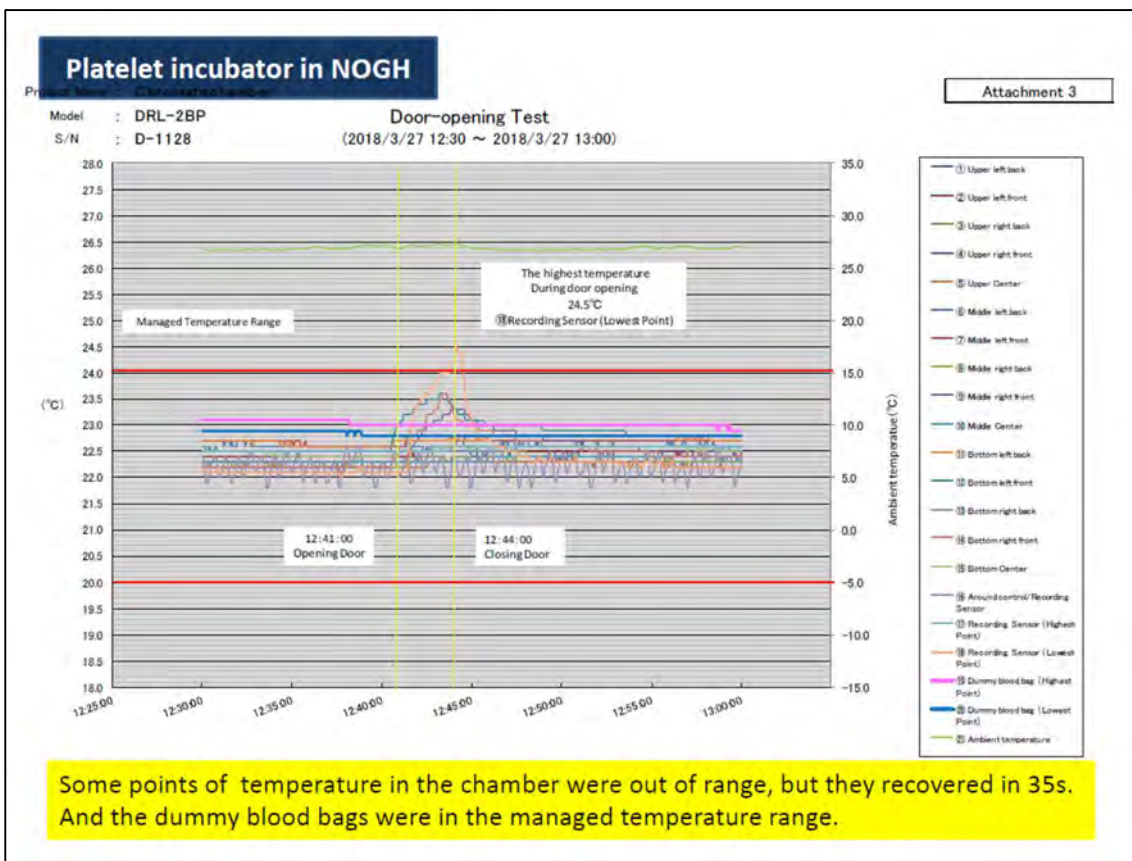 Platelet incubator in NOGH
Attachment 3
Model : DRL-2BP
Door-opening Test
S/N : D-1128
(2018/3/27 12:30 ~ 2018/3/27 13:00)
28.0
27.5
27.0
26.5
26.0
25.5
25.0
24.5
24.0
23.5
23.0
22.5
22.0
21.5
21.0
20.5
20.0
19.5
19.0
18.5
18.0
(℃)
35.0
30.0
25.0
20.0
15.0
10.0
5.0
0.0
-5.0
-10.0
-15.0
Ambient temperature(℃)
The highest temperature
During door opening
24.5℃
⑱Recording Sensor (Lowest Point)
Managed Temperature Range
12:41:00
Opening Door
12:44:00
Closing Door
12:25:00
12:30:00
12:35:00
12:40:00
12:45:00
12:50:00
12:55:00
13:00:00
① Upper left back
② Upper left front
③ Upper right back
④ Upper right front
⑤ Upper Center
⑥ Middle left back
⑦ Middle left front
⑧ Middle right back
⑨ Middle right front
⑩ Middle Center
⑪ Bottom left back
⑫ Bottom left front
⑬ Bottom right back
⑭ Bottom right front
⑮ Bottom Center
⑯ Around control/Recording
Sensor
⑰ Recording Sensor (Highest
Point)
⑱ Recording Sensor (Lowest
Point)
⑲ Dummy blood bag (Highest
Point)
⑳ Dummy blood bag (Lowest
Point)
㉑ Ambient temperature
Some points of temperature in the chamber were out of range, but they recovered in 35s.
And the dummy blood bags were in the managed temperature range.